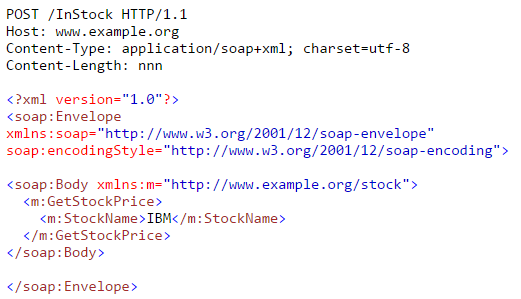 POST /InStock HTTP/1.1
Host: www.example.org
Content-Type: application/soap+xml; charset=utf-8
Content-Length: nnn

<?xml version="1.0"?>
<soap:Envelope
xmlns:soap="http://www.w3.org/2001/12/soap-envelope"
soap:encodingStyle="http://www.w3.org/2001/12/soap-encoding">

<soap:Body xmlns:m="http://www.example.org/stock">
  <m:GetStockPrice>
    <m:StockName>IBM</m:StockName>
  </m:GetStockPrice>
</soap:Body>

</soap:Envelope>